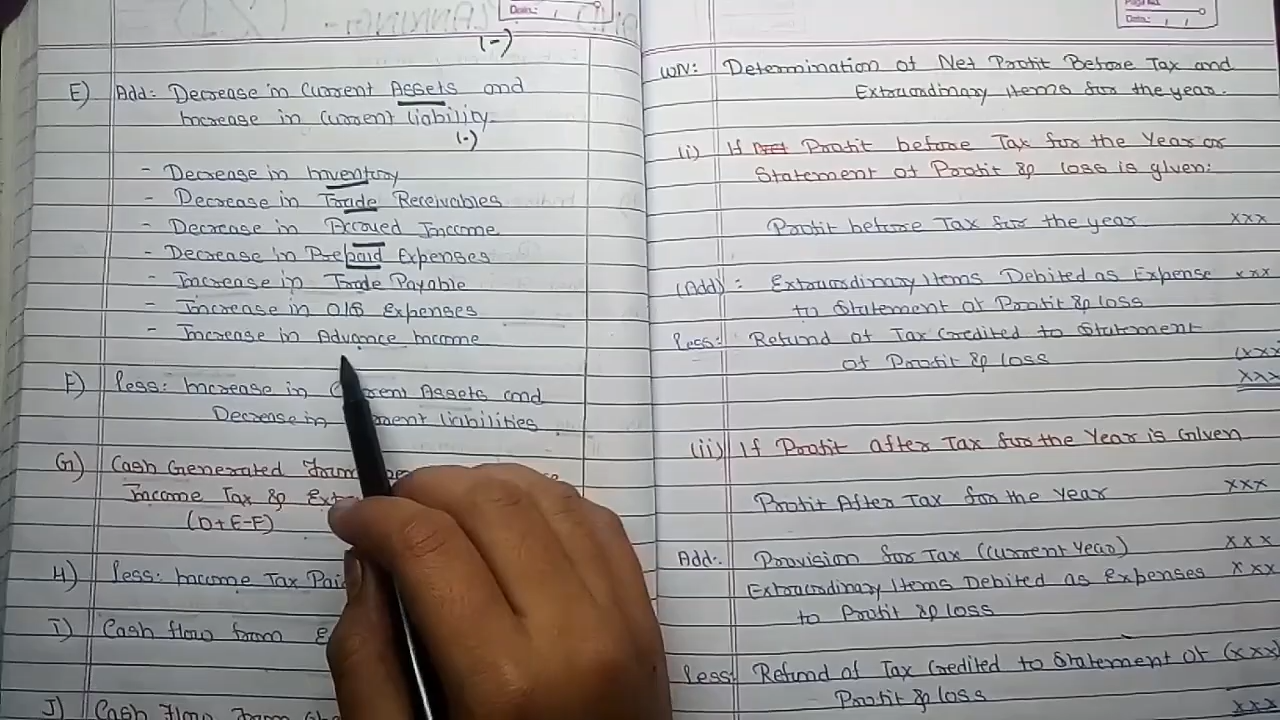 Date:
(-)
E) Add: Decrease in Current Assets and
Increase in Current Liability.
(-)
- Decrease in Inventory
- Decrease in Trade Receivables
- Decrease in Accrued Income
- Decrease in Prepaid Expenses
- Increase in Trade Payable
- Increase in O/S Expenses
- Increase in Advance Income
F) Less: Increase in Current Assets and
Decrease in Current Liabilities
G) Cash Generated from
Income Tax &
(D+E-F)
H) Less: Income Tax Paid
I) Cash flow from
J) Cash Flow From
Page No.
Date:
WN: Determination of Net Profit Before Tax and
Extraordinary Items for the year.
(i) If Net Profit before Tax for the Year or
Statement of Profit & Loss is given:
Profit before Tax for the year xxx
(Add): Extraordinary Items Debited as Expense xxx
to Statement of Profit & Loss
Less: Refund of Tax Credited to Statement
of Profit & Loss (xxx
xxx
(ii) If Profit after Tax for the Year is Given
Profit After Tax for the Year xxx
Add: Provision for Tax (Current Year) xxx
Extraordinary Items Debited as Expenses xxx
to Profit & Loss
Less: Refund of Tax Credited to Statement of (xxx)
Profit & Loss
xxx